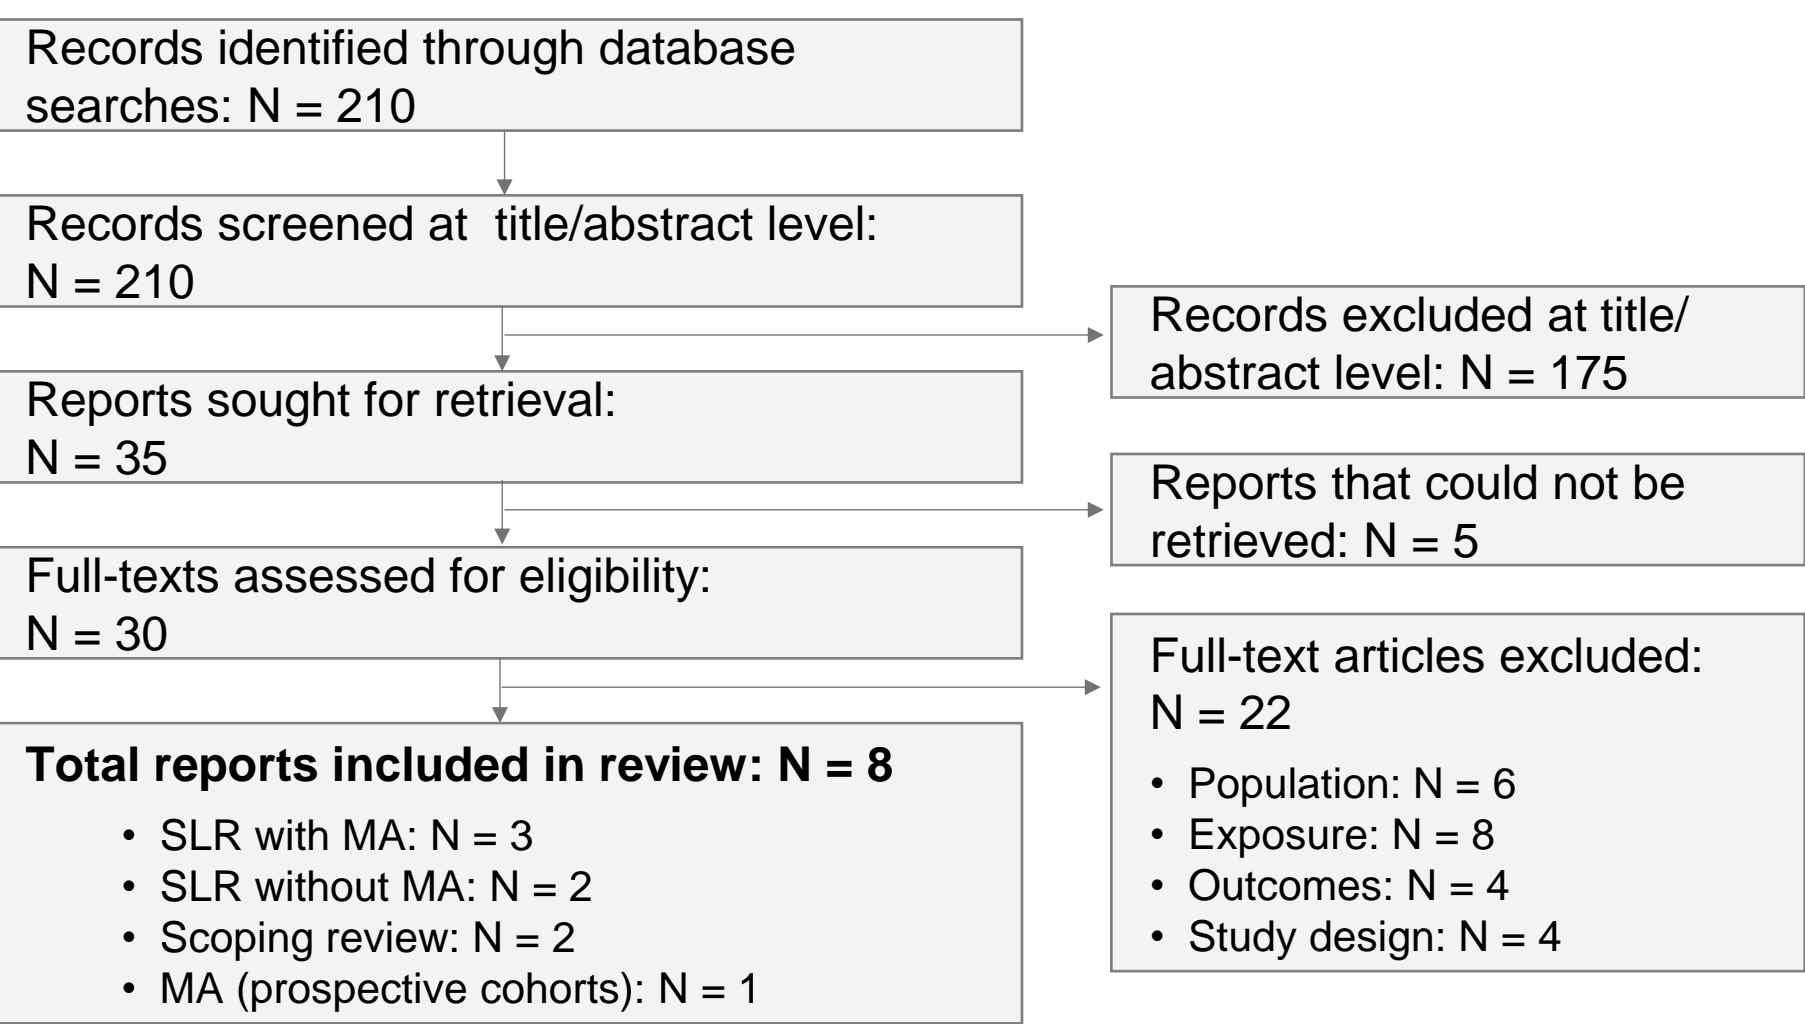 Records identified through database
searches: N = 210
Records screened at  title/abstract level:
N = 210
Records excluded at title/
abstract level: N = 175
Reports sought for retrieval:
N = 35
Reports that could not be
retrieved: N = 5
Full-texts assessed for eligibility:
N = 30
Full-text articles excluded:
N = 22
• Population: N = 6
• Exposure: N = 8
• Outcomes: N = 4
• Study design: N = 4
Total reports included in review: N = 8
• SLR with MA: N = 3
• SLR without MA: N = 2
• Scoping review: N = 2
• MA (prospective cohorts): N = 1